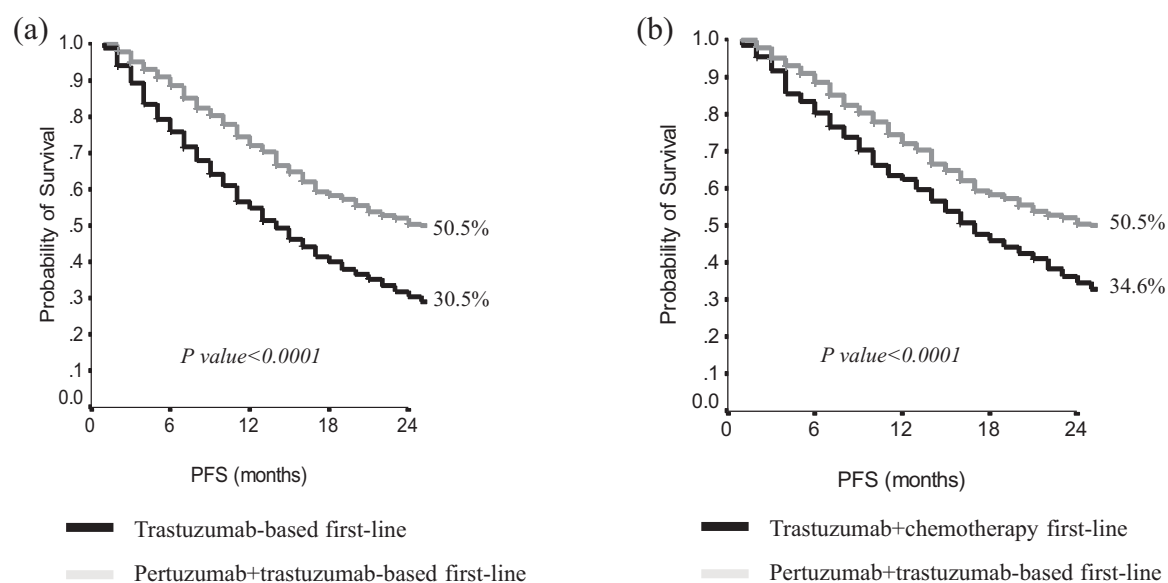 (a)
1.0
.9
.8
.7
.6
.5
.4
.3
.2
.1
0.0
Probability of Survival
50.5%
30.5%
P value<0.0001
0 6 12 18 24
PFS (months)
Trastuzumab-based first-line
Pertuzumab+trastuzumab-based first-line
(b)
1.0
.9
.8
.7
.6
.5
.4
.3
.2
.1
0.0
Probability of Survival
50.5%
34.6%
P value<0.0001
0 6 12 18 24
PFS (months)
Trastuzumab+chemotherapy first-line
Pertuzumab+trastuzumab-based first-line